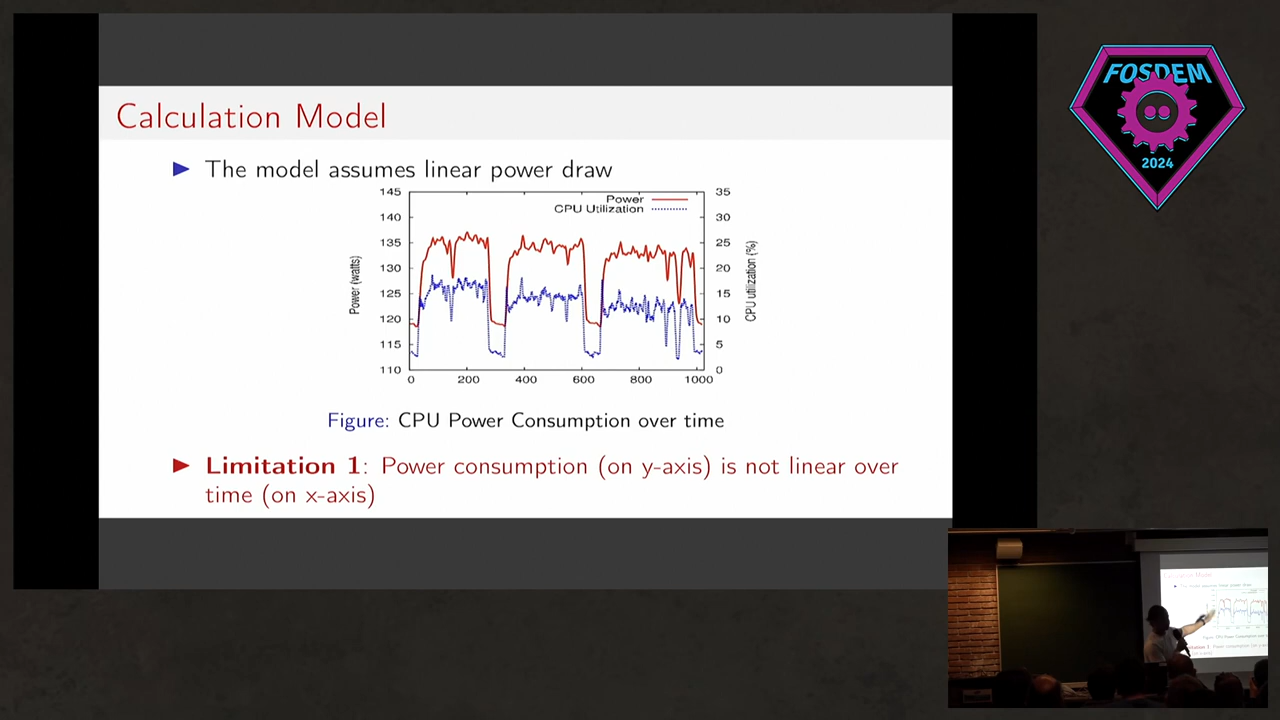 Calculation Model
The model assumes linear power draw
145
140
135
130
125
120
115
110
Power (watts)
Power
CPU Utilization
35
30
25
20
15
10
5
0
CPU utilization (%)
0 200 400 600 800 1000
Figure: CPU Power Consumption over time
Limitation 1: Power consumption (on y-axis) is not linear over
time (on x-axis)
FOSDEM
2024